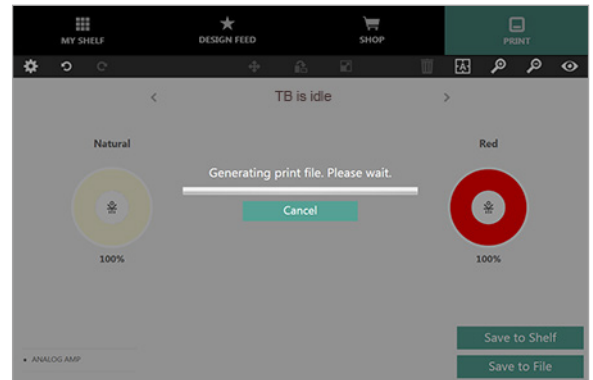 MY SHELF
DESIGN FEED
SHOP
PRINT
TB is idle
Natural
Red
Generating print file. Please wait.
Cancel
100%
100%
Save to Shelf
• ANALOG AMP
Save to File